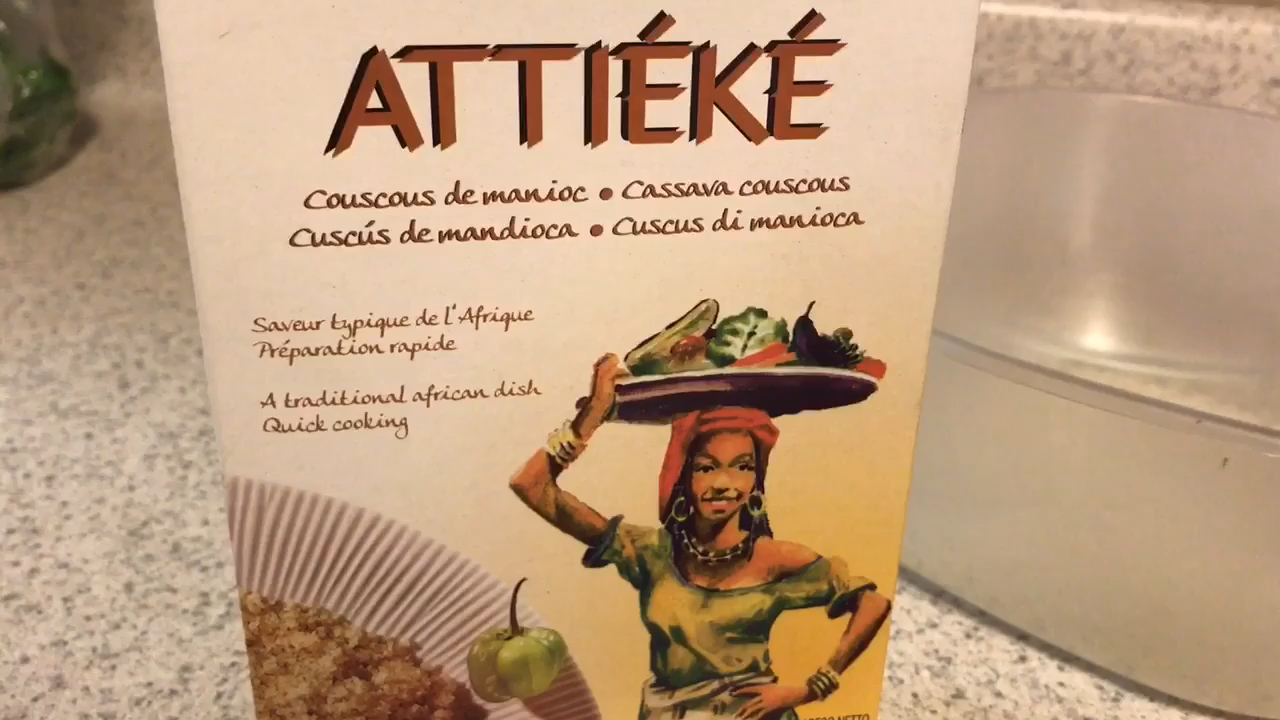 ATTIÉKÉ
Couscous de manioc • Cassava couscous
Cuscús de mandioca • Cuscus di manioca
Saveur typique de l'Afrique
Préparation rapide
A traditional african dish
Quick cooking